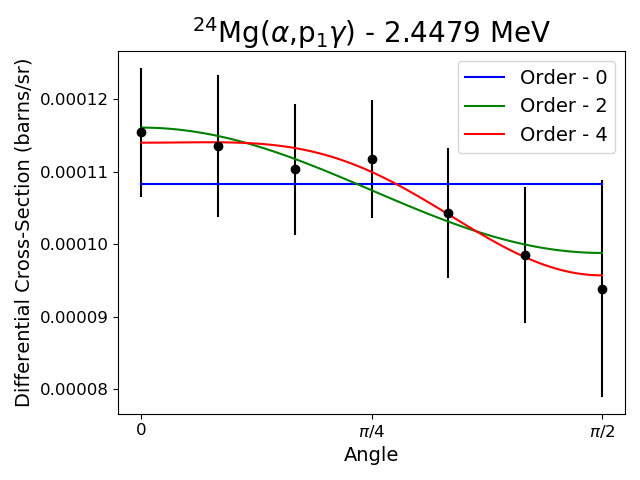 ²⁴Mg(α,p₁γ) - 2.4479 MeV
Differential Cross-Section (barns/sr)
0.00012
0.00011
0.00010
0.00009
0.00008
Order - 0
Order - 2
Order - 4
0
π/4
π/2
Angle